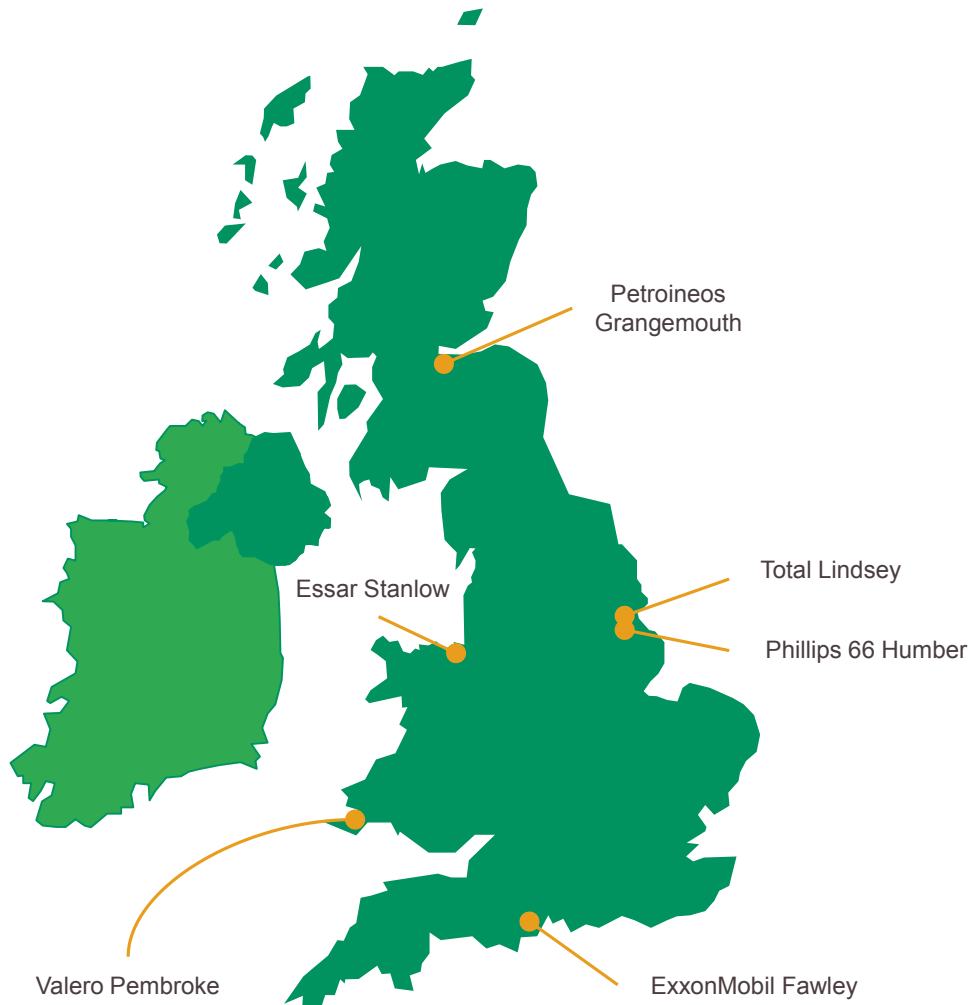 Petroineos
Grangemouth
Total Lindsey
Essar Stanlow
Phillips 66 Humber
Valero Pembroke
ExxonMobil Fawley